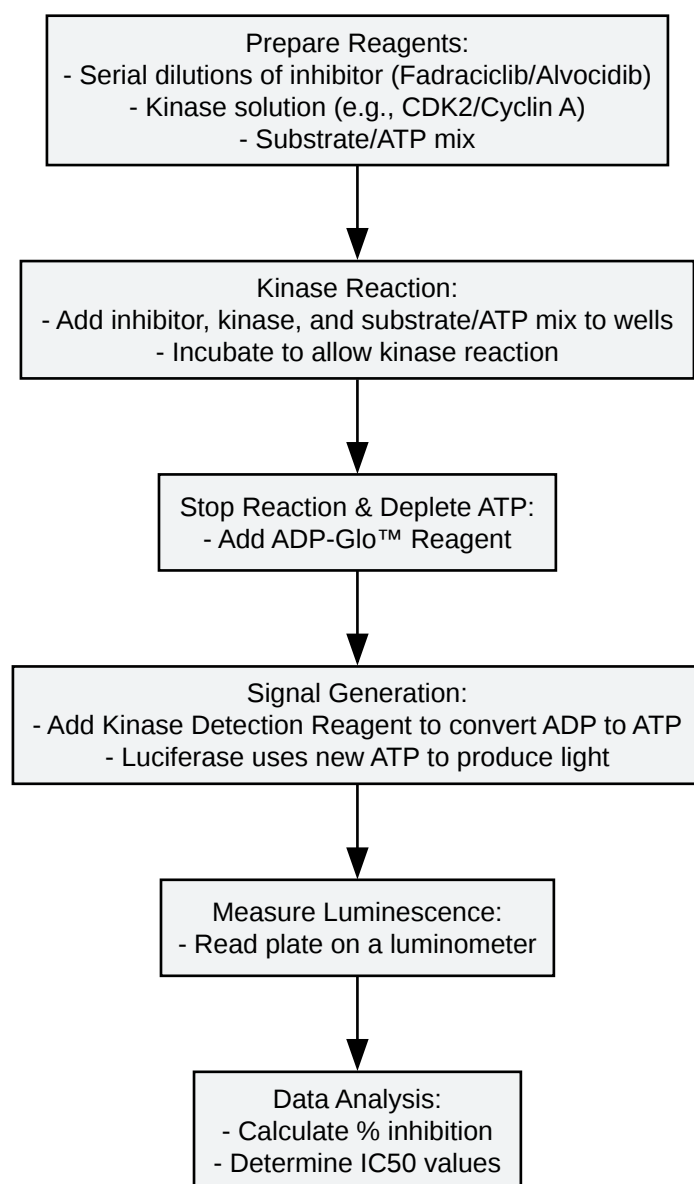 Prepare Reagents:
- Serial dilutions of inhibitor (Fadraciclib/Alvocidib)
- Kinase solution (e.g., CDK2/Cyclin A)
- Substrate/ATP mix
Kinase Reaction:
- Add inhibitor, kinase, and substrate/ATP mix to wells
- Incubate to allow kinase reaction
Stop Reaction & Deplete ATP:
- Add ADP-Glo™ Reagent
Signal Generation:
- Add Kinase Detection Reagent to convert ADP to ATP
- Luciferase uses new ATP to produce light
Measure Luminescence:
- Read plate on a luminometer
Data Analysis:
- Calculate % inhibition
- Determine IC50 values